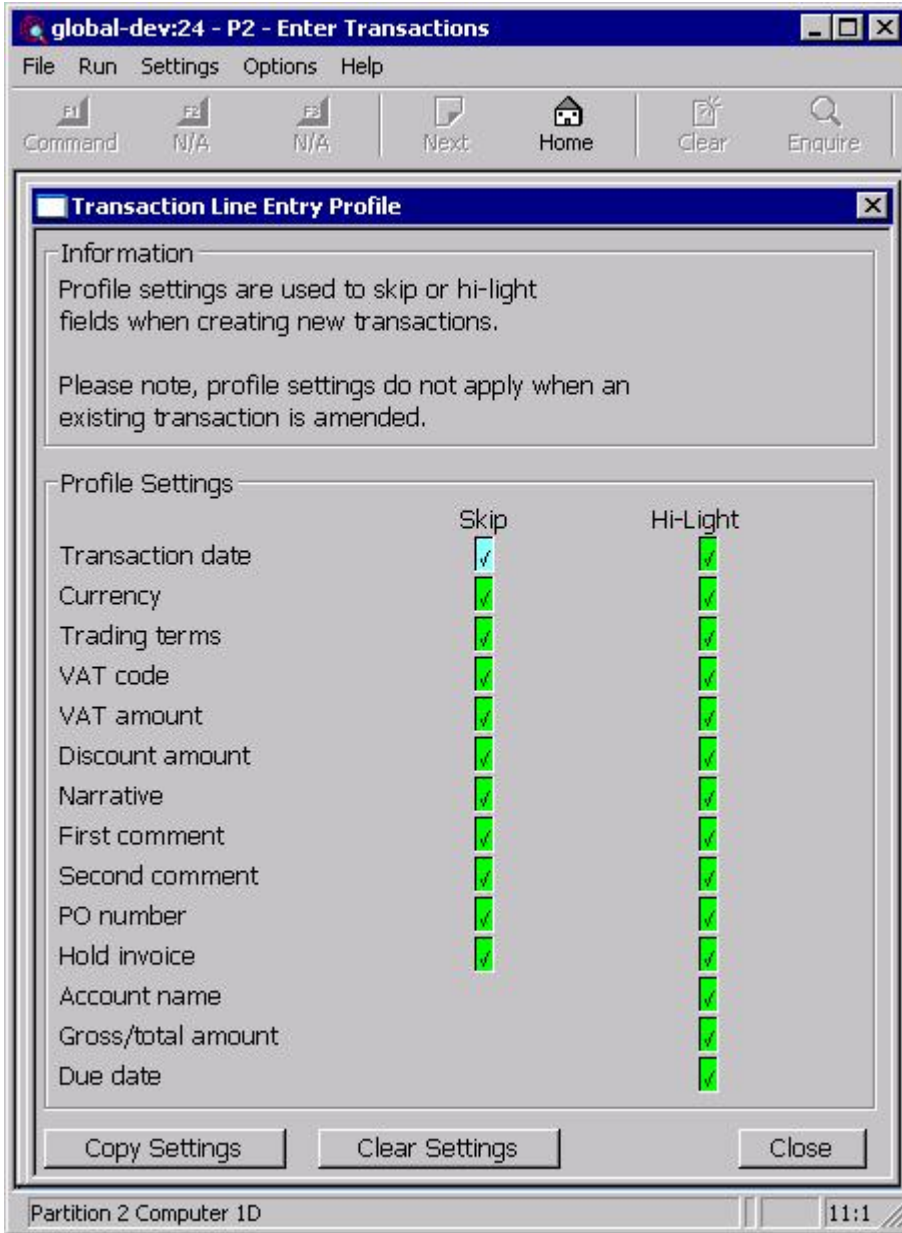 global-dev:24 - P2 - Enter Transactions
File Run Settings Options Help
F1 F2 F3
Command N/A N/A Next Home Clear Enquire
Transaction Line Entry Profile
Information
Profile settings are used to skip or hi-light
fields when creating new transactions.
Please note, profile settings do not apply when an
existing transaction is amended.
Profile Settings
Skip Hi-Light
Transaction date
Currency
Trading terms
VAT code
VAT amount
Discount amount
Narrative
First comment
Second comment
PO number
Hold invoice
Account name
Gross/total amount
Due date
Copy Settings Clear Settings Close
Partition 2 Computer 1D 11:1